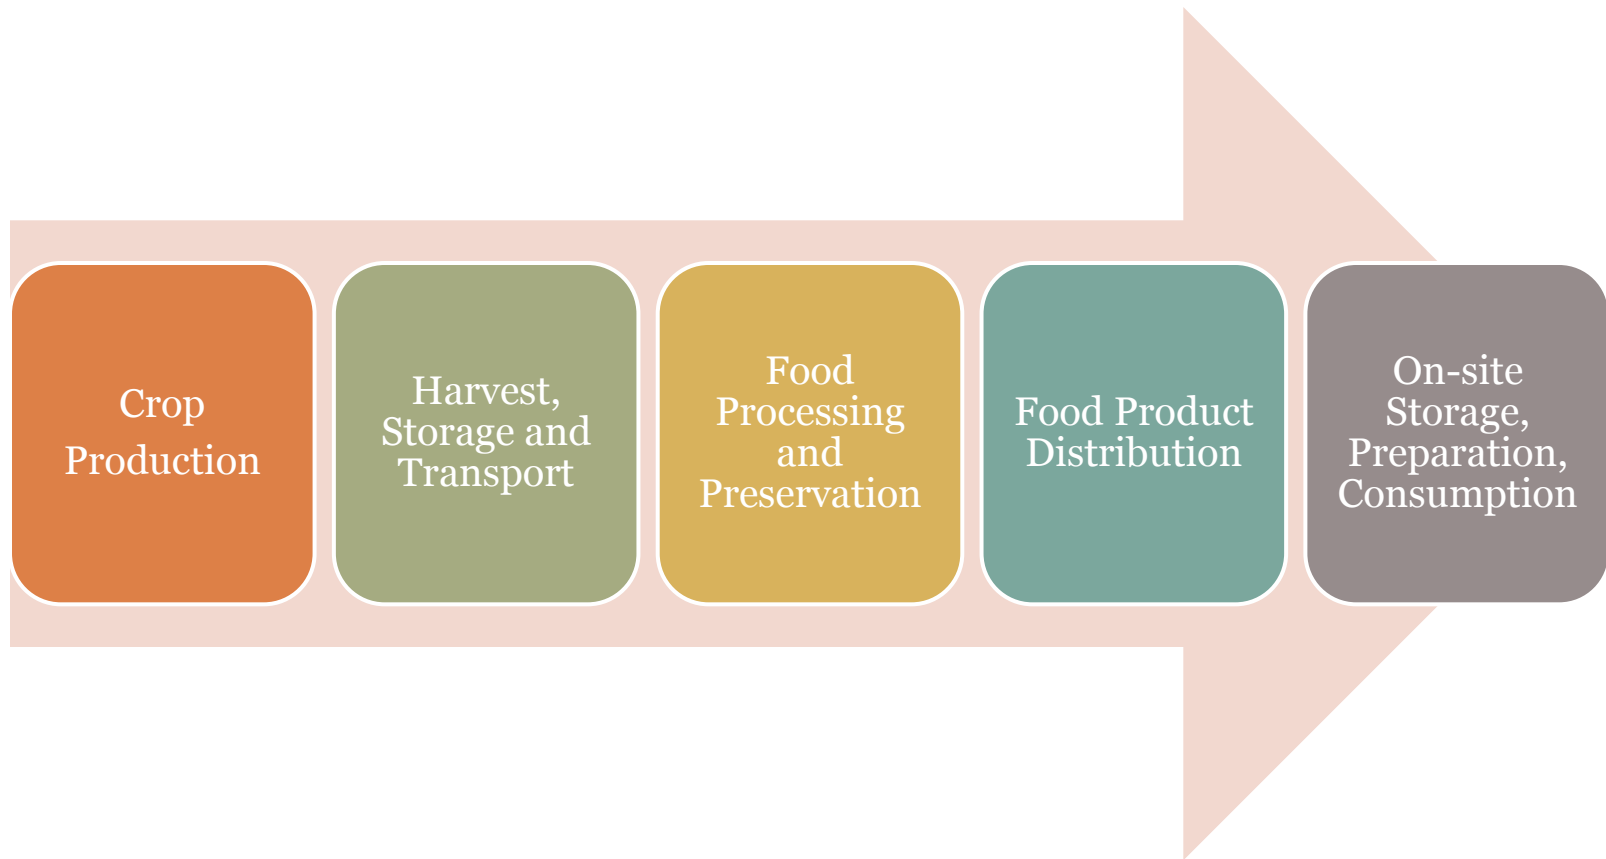 Crop
Production
Harvest,
Storage and
Transport
Food
Processing
and
Preservation
Food Product
Distribution
On-site
Storage,
Preparation,
Consumption